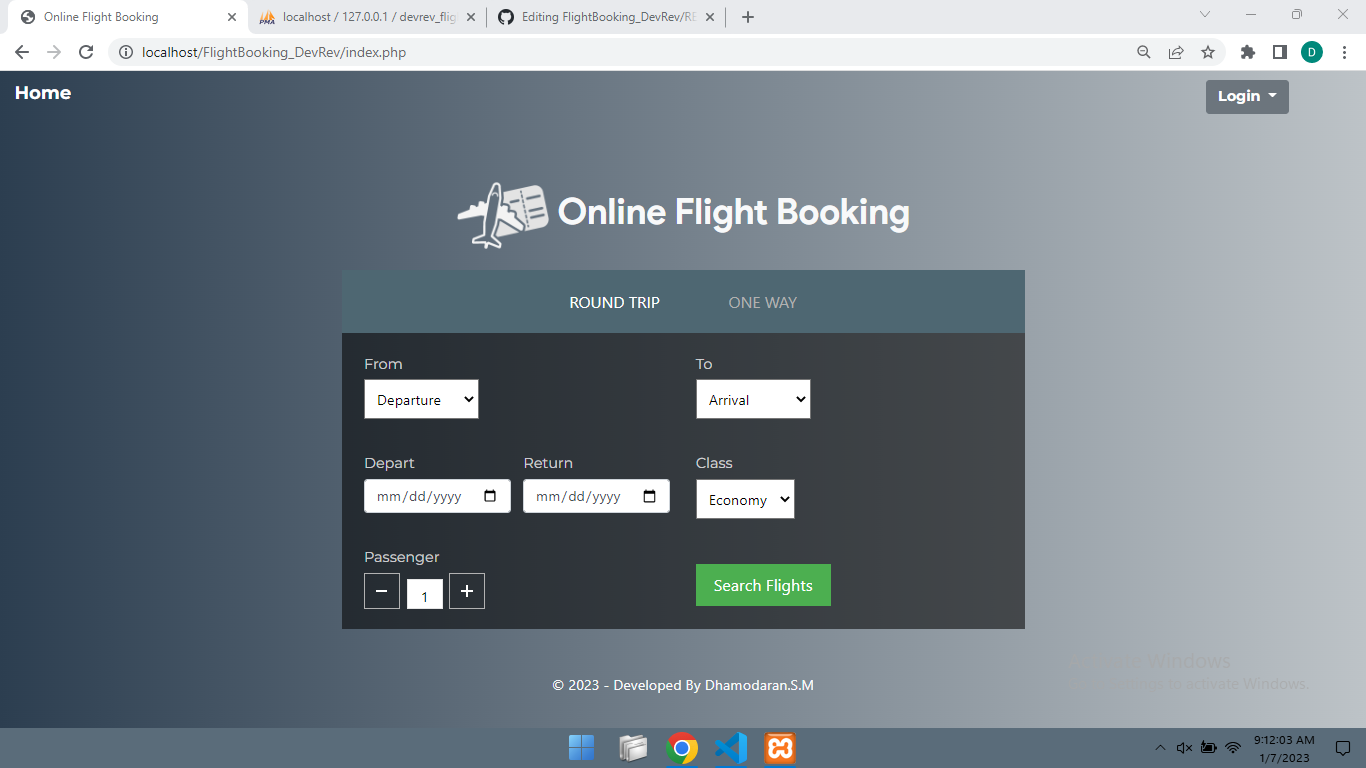 Online Flight Booking
localhost / 127.0.0.1 / devrev_flig
Editing FlightBooking_DevRev/RE
localhost/FlightBooking_DevRev/index.php
D
Home
Login
Online Flight Booking
ROUND TRIP ONE WAY
From To
Departure Arrival
Depart Return Class
mm/dd/yyyy mm/dd/yyyy Economy
Passenger
− 1 +
Search Flights
Windows
to activate Windows.
© 2023 - Developed By Dhamodaran.S.M
9:12:03 AM
1/7/2023